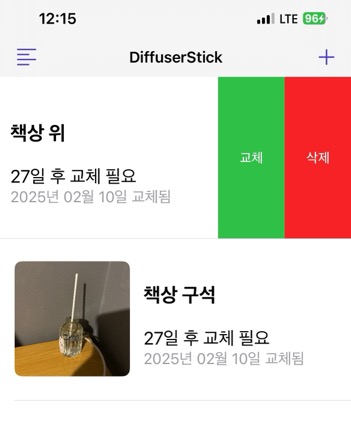 12:15
LTE 96
DiffuserStick
책상 위
27일 후 교체 필요
2025년 02월 10일 교체됨
교체
삭제
책상 구석
27일 후 교체 필요
2025년 02월 10일 교체됨